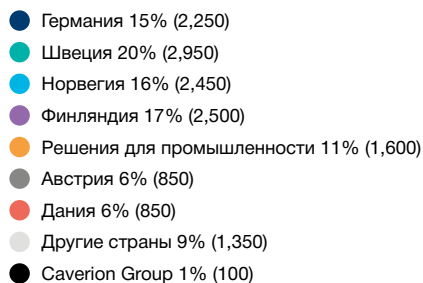 Германия 15% (2,250)
Швеция 20% (2,950)
Норвегия 16% (2,450)
Финляндия 17% (2,500)
Решения для промышленности 11% (1,600)
Австрия 6% (850)
Дания 6% (850)
Другие страны 9% (1,350)
Caverion Group 1% (100)